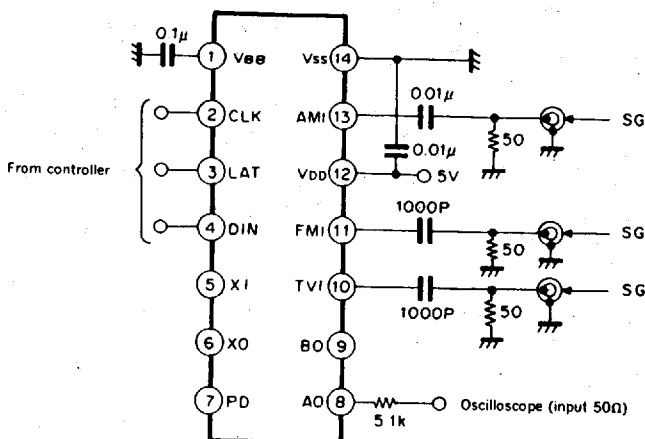 0.1μ
1 VBB
VSS 14
0.01μ
2 CLK
AMI 13
SG
50
0.01μ
From controller
3 LAT
VDD 12
5V
1000P
4 DIN
FMI 11
SG
50
5 XI
TVI 10
SG
1000P
50
6 XO
BO 9
7 PD
AO 8
Oscilloscope (input 50Ω)
5.1k